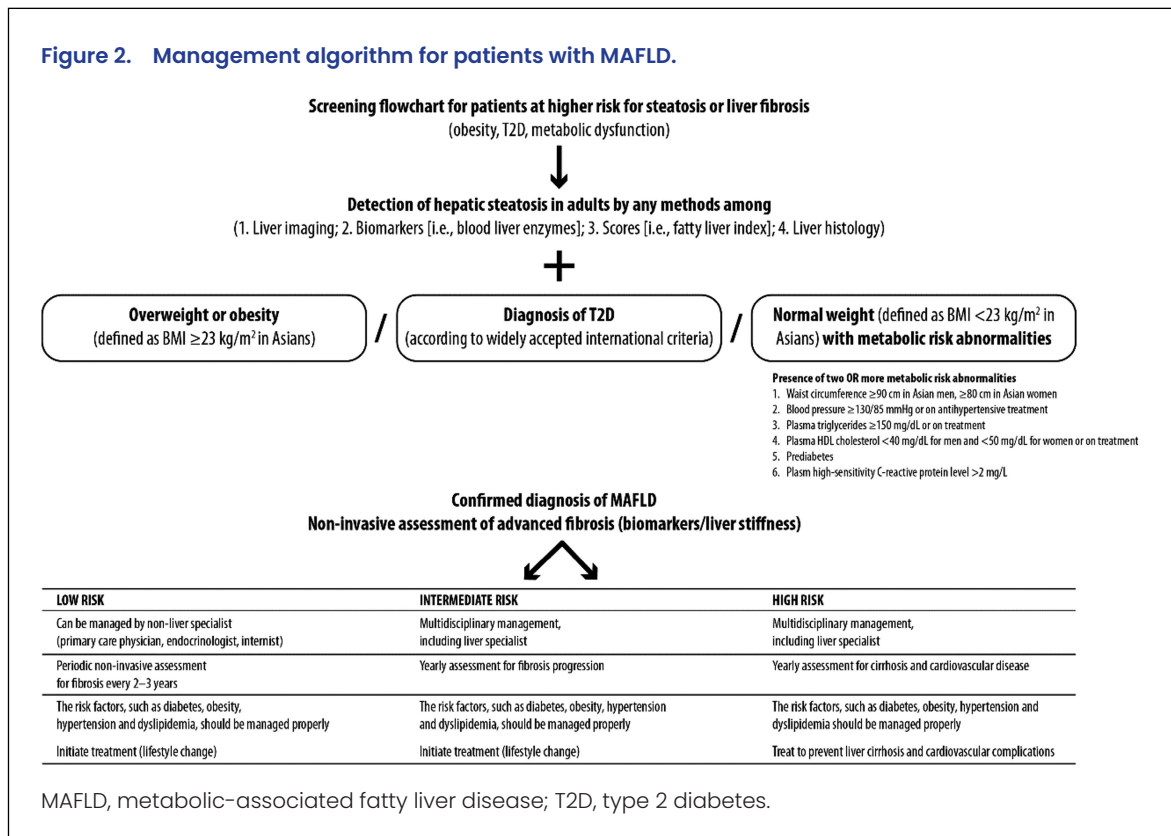 Figure 2. Management algorithm for patients with MAFLD.
Screening flowchart for patients at higher risk for steatosis or liver fibrosis
(obesity, T2D, metabolic dysfunction)
Detection of hepatic steatosis in adults by any methods among
(1. Liver imaging; 2. Biomarkers [i.e., blood liver enzymes]; 3. Scores [i.e., fatty liver index]; 4. Liver histology)
+
Overweight or obesity
(defined as BMI ≥23 kg/m² in Asians)
/
Diagnosis of T2D
(according to widely accepted international criteria)
/
Normal weight (defined as BMI <23 kg/m² in
Asians) with metabolic risk abnormalities
Presence of two OR more metabolic risk abnormalities
1. Waist circumference ≥90 cm in Asian men, ≥80 cm in Asian women
2. Blood pressure ≥130/85 mmHg or on antihypertensive treatment
3. Plasma triglycerides ≥150 mg/dL or on treatment
4. Plasma HDL cholesterol <40 mg/dL for men and <50 mg/dL for women or on treatment
5. Prediabetes
6. Plasm high-sensitivity C-reactive protein level >2 mg/L
Confirmed diagnosis of MAFLD
Non-invasive assessment of advanced fibrosis (biomarkers/liver stiffness)
LOW RISK
INTERMEDIATE RISK
HIGH RISK
Can be managed by non-liver specialist
(primary care physician, endocrinologist, internist)
Multidisciplinary management,
including liver specialist
Multidisciplinary management,
including liver specialist
Periodic non-invasive assessment
for fibrosis every 2–3 years
Yearly assessment for fibrosis progression
Yearly assessment for cirrhosis and cardiovascular disease
The risk factors, such as diabetes, obesity,
hypertension and dyslipidemia, should be managed properly
The risk factors, such as diabetes, obesity, hypertension
and dyslipidemia, should be managed properly
The risk factors, such as diabetes, obesity, hypertension and
dyslipidemia should be managed properly
Initiate treatment (lifestyle change)
Initiate treatment (lifestyle change)
Treat to prevent liver cirrhosis and cardiovascular complications
MAFLD, metabolic-associated fatty liver disease; T2D, type 2 diabetes.